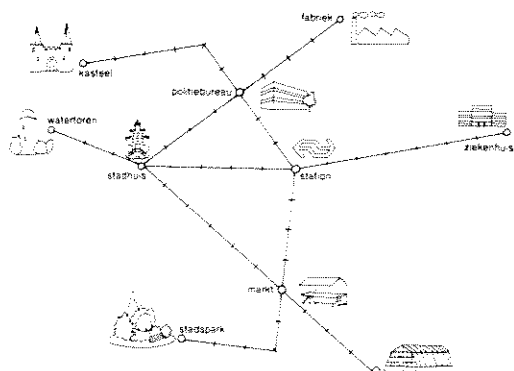 fabriek
kasteel
politiebureau
watertoren
stadhuis
station
ziekenhuis
markt
stadspark